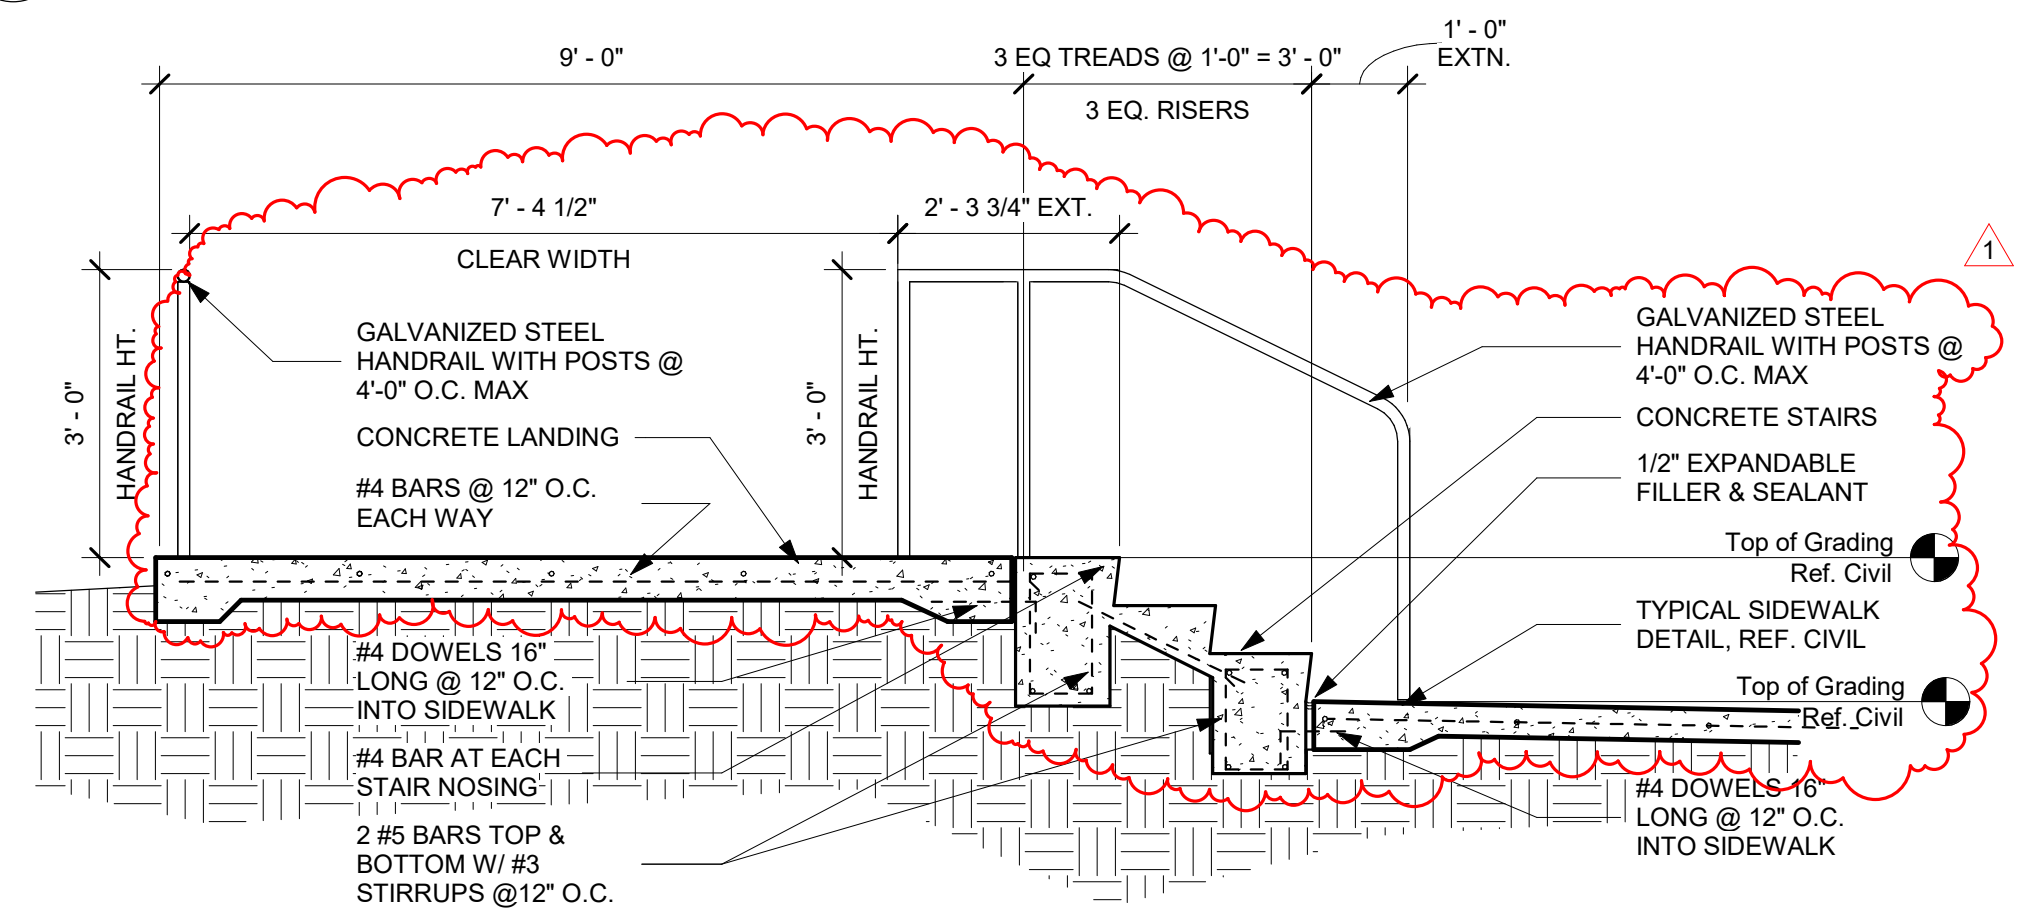 1' - 0"
EXTN.
9' - 0"
3 EQ TREADS @ 1'-0" = 3' - 0"
3 EQ. RISERS
7' - 4 1/2"
CLEAR WIDTH
2' - 3 3/4" EXT.
1
3' - 0"
HANDRAIL HT.
GALVANIZED STEEL
HANDRAIL WITH POSTS @
4'-0" O.C. MAX
CONCRETE LANDING
#4 BARS @ 12" O.C.
EACH WAY
3' - 0"
HANDRAIL HT.
GALVANIZED STEEL
HANDRAIL WITH POSTS @
4'-0" O.C. MAX
CONCRETE STAIRS
1/2" EXPANDABLE
FILLER & SEALANT
Top of Grading
Ref. Civil
TYPICAL SIDEWALK
DETAIL, REF. CIVIL
Top of Grading
Ref. Civil
#4 DOWELS 16"
LONG @ 12" O.C.
INTO SIDEWALK
#4 BAR AT EACH
STAIR NOSING
2 #5 BARS TOP &
BOTTOM W/ #3
STIRRUPS @12" O.C.
#4 DOWELS 16"
LONG @ 12" O.C.
INTO SIDEWALK